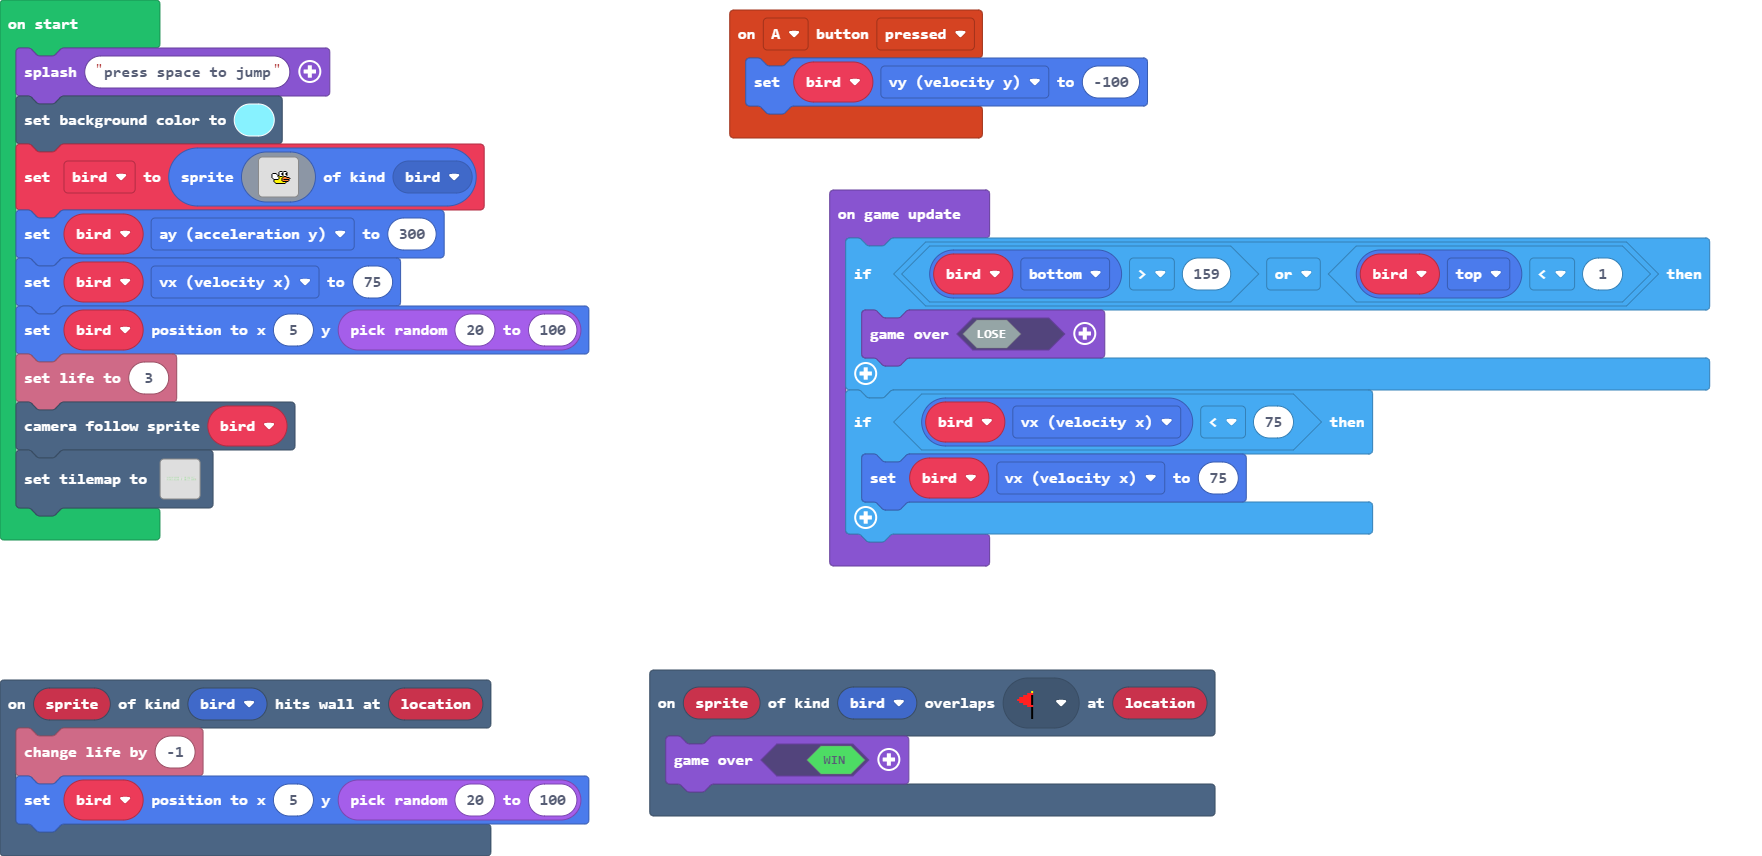 on start
splash "press space to jump"
set background color to
set bird to sprite of kind bird
set bird ay (acceleration y) to 300
set bird vx (velocity x) to 75
set bird position to x 5 y pick random 20 to 100
set life to 3
camera follow sprite bird
set tilemap to
on A button pressed
set bird vy (velocity y) to -100
on game update
if bird bottom > 159 or bird top < 1 then
game over LOSE
if bird vx (velocity x) < 75 then
set bird vx (velocity x) to 75
on sprite of kind bird hits wall at location
change life by -1
set bird position to x 5 y pick random 20 to 100
on sprite of kind bird overlaps at location
game over WIN